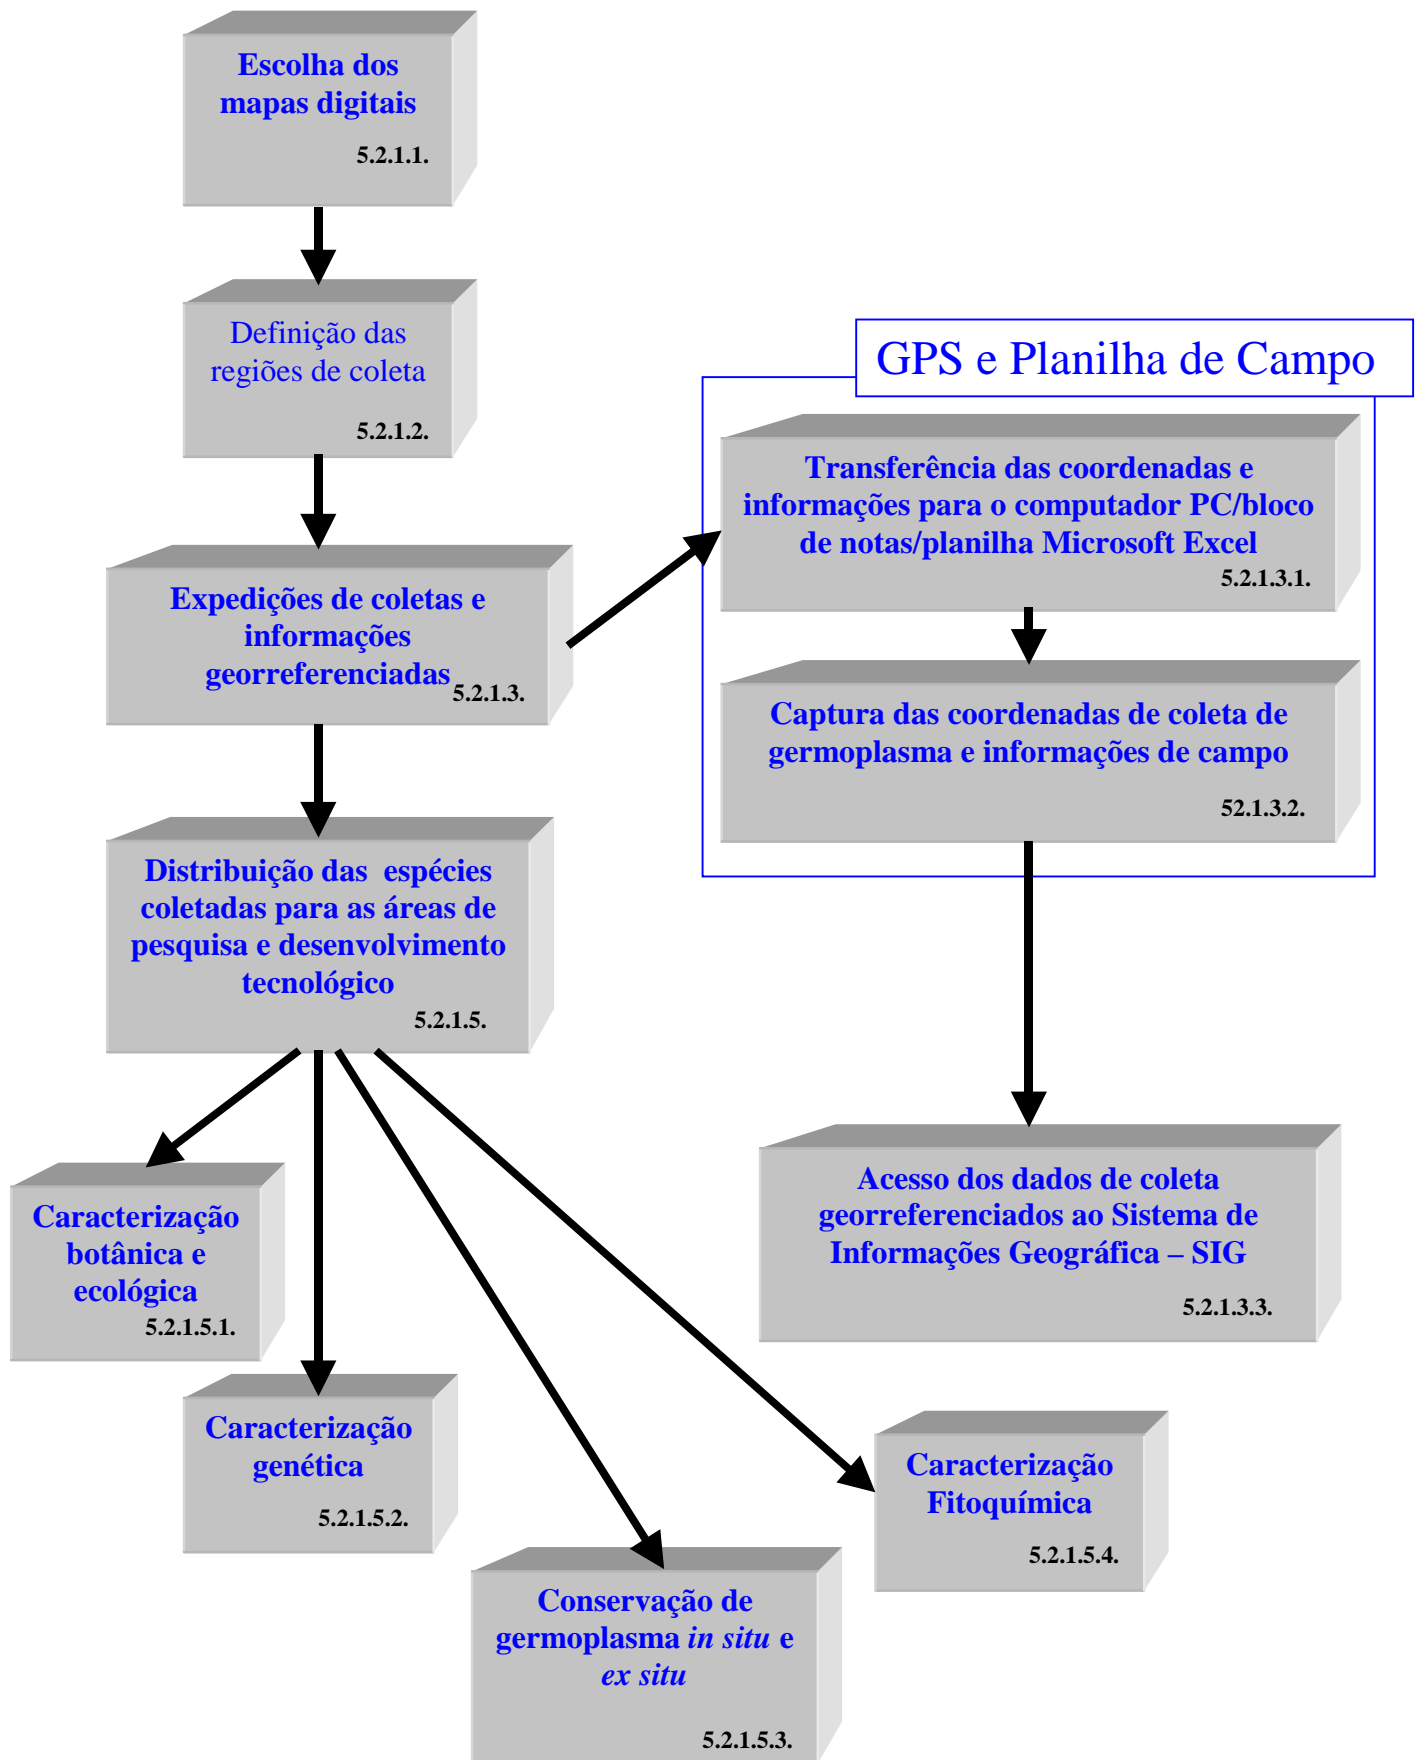 Escolha dos
mapas digitais
5.2.1.1.
Definição das
regiões de coleta
5.2.1.2.
GPS e Planilha de Campo
Transferência das coordenadas e
informações para o computador PC/bloco
de notas/planilha Microsoft Excel
5.2.1.3.1.
Expedições de coletas e
informações
georreferenciadas
5.2.1.3.
Captura das coordenadas de coleta de
germoplasma e informações de campo
52.1.3.2.
Distribuição das espécies
coletadas para as áreas de
pesquisa e desenvolvimento
tecnológico
5.2.1.5.
Acesso dos dados de coleta
georreferenciados ao Sistema de
Informações Geográfica – SIG
5.2.1.3.3.
Caracterização
botânica e
ecológica
5.2.1.5.1.
Caracterização
genética
5.2.1.5.2.
Caracterização
Fitoquímica
5.2.1.5.4.
Conservação de
germoplasma in situ e
ex situ
5.2.1.5.3.